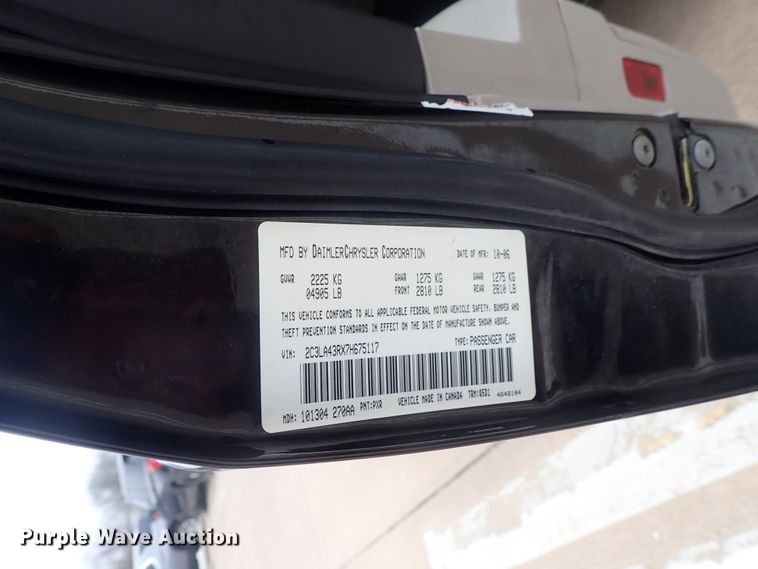 MFD BY DAIMLERCHRYSLER CORPORATION DATE OF MFR: 10-06
GVWR 2225 KG GAWR 1275 KG GAWR 1275 KG
04905 LB FRONT 2810 LB REAR 2810 LB
THIS VEHICLE CONFORMS TO ALL APPLICABLE FEDERAL MOTOR VEHICLE SAFETY, BUMPER AND
THEFT PREVENTION STANDARDS IN EFFECT ON THE DATE OF MANUFACTURE SHOWN ABOVE.
VIN: 2C3LA43RX7H675117 TYPE: PASSENGER CAR
MDH: 101304 270AA PNT: PXR VEHICLE MADE IN CANADA TRM: G5D1 4648104
Purple Wave Auction®